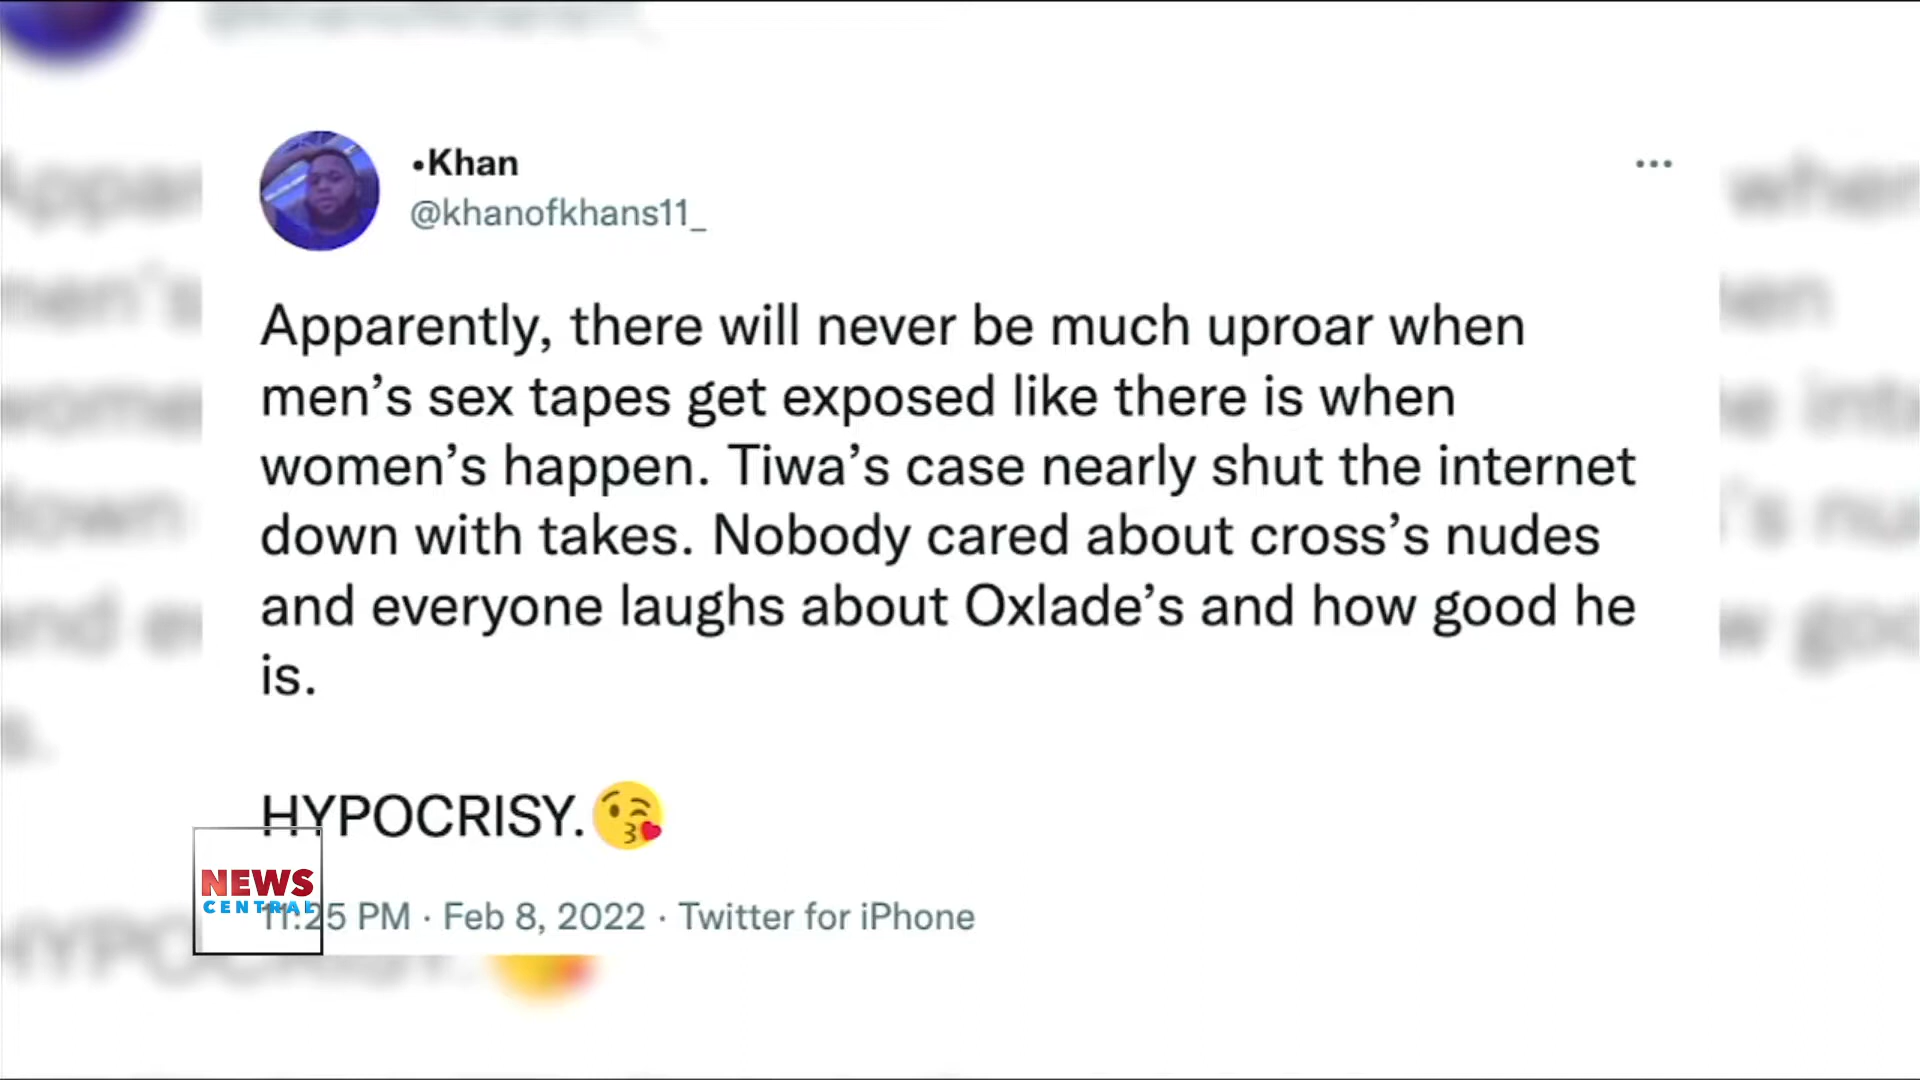 •Khan
@khanofkhans11_
Apparently, there will never be much uproar when
men’s sex tapes get exposed like there is when
women’s happen. Tiwa’s case nearly shut the internet
down with takes. Nobody cared about cross’s nudes
and everyone laughs about Oxlade’s and how good he
is.
HYPOCRISY.😘
NEWS
CENTRAL
11:25 PM · Feb 8, 2022 · Twitter for iPhone